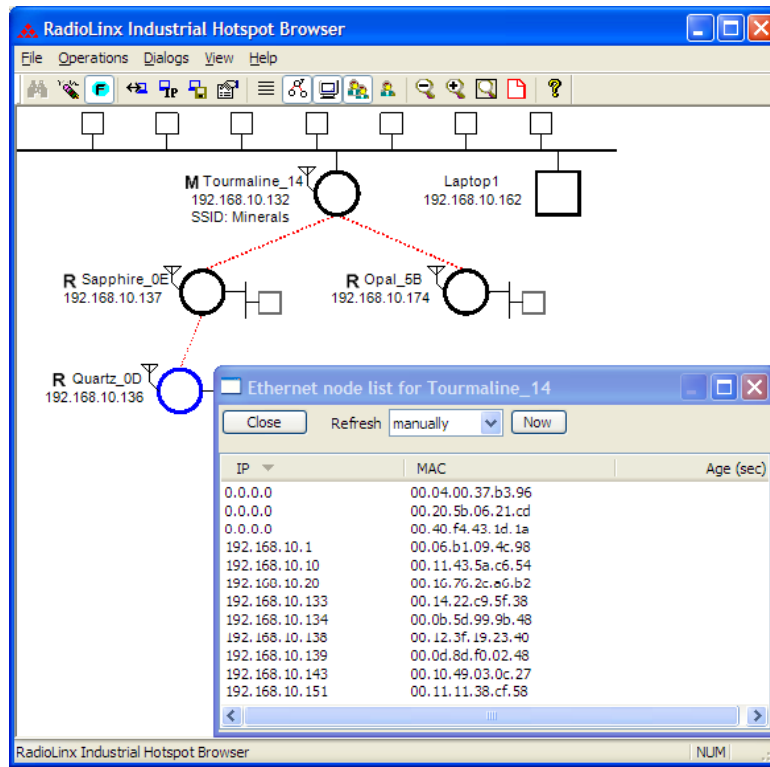 RadioLinx Industrial Hotspot Browser
File Operations Dialogs View Help
F IP ?
M Tourmaline_14
192.168.10.132
SSID: Minerals
Laptop1
192.168.10.162
R Sapphire_0E
192.168.10.137
R Opal_5B
192.168.10.174
R Quartz_0D
192.168.10.136
Ethernet node list for Tourmaline_14
Close Refresh manually Now
IP MAC Age (sec)
0.0.0.0 00.04.00.37.b3.96
0.0.0.0 00.20.5b.06.21.cd
0.0.0.0 00.40.f4.43.1d.1a
192.168.10.1 00.06.b1.09.4c.98
192.168.10.10 00.11.43.5a.c6.54
192.168.10.20 00.16.76.2c.a6.b2
192.168.10.133 00.14.22.c9.5f.38
192.168.10.134 00.0b.5d.99.9b.48
192.168.10.138 00.12.3f.19.23.40
192.168.10.139 00.0d.8d.f0.02.48
192.168.10.143 00.10.49.03.0c.27
192.168.10.151 00.11.11.38.cf.58
RadioLinx Industrial Hotspot Browser NUM